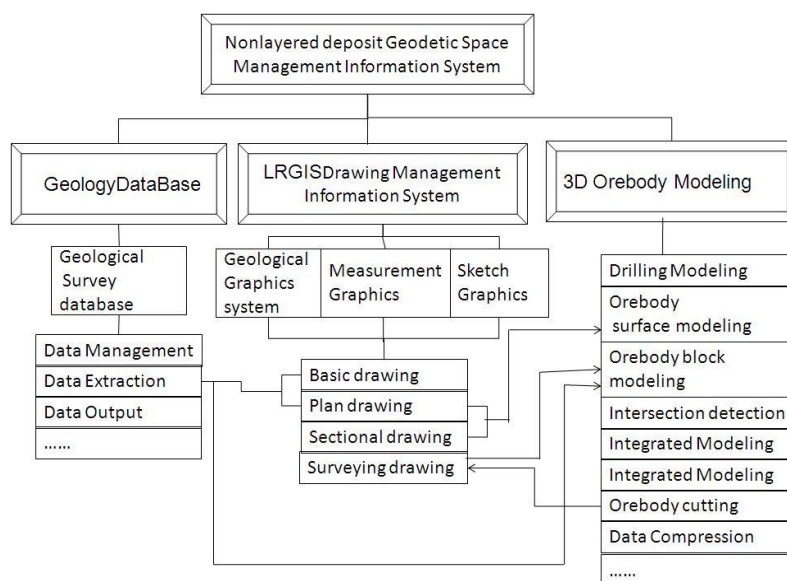 Nonlayered deposit Geodetic Space
Management Information System
GeologyDataBase
LRGISDrawing Management
Information System
3D Orebody Modeling
Geological
Survey
database
Geological
Graphics
system
Measurement
Graphics
Sketch
Graphics
Data Management
Data Extraction
Data Output
......
Basic drawing
Plan drawing
Sectional drawing
Surveying drawing
Drilling Modeling
Orebody
surface modeling
Orebody block
modeling
Intersection detection
Integrated Modeling
Integrated Modeling
Orebody cutting
Data Compression
......